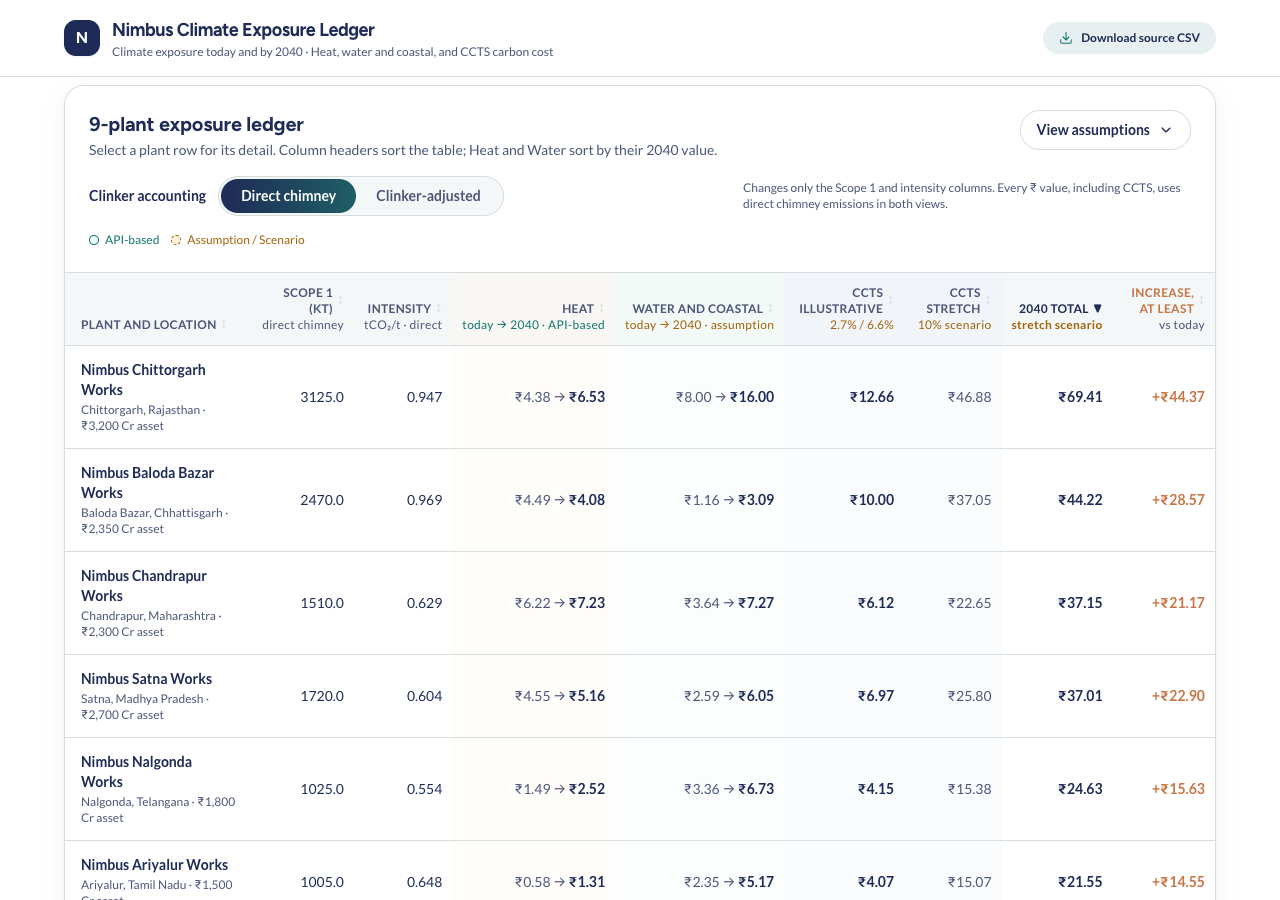 N
Nimbus Climate Exposure Ledger
Climate exposure today and by 2040 · Heat, water and coastal, and CCTS carbon cost
Download source CSV
9-plant exposure ledger
Select a plant row for its detail. Column headers sort the table; Heat and Water sort by their 2040 value.
View assumptions
Clinker accounting
Direct chimney
Clinker-adjusted
Changes only the Scope 1 and intensity columns. Every ₹ value, including CCTS, uses
direct chimney emissions in both views.
API-based
Assumption / Scenario
PLANT AND LOCATION ↕
SCOPE 1
(KT) ↕
direct chimney
INTENSITY ↕
tCO₂/t · direct
HEAT ↕
today → 2040 · API-based
WATER AND COASTAL ↕
today → 2040 · assumption
CCTS
ILLUSTRATIVE ↕
2.7% / 6.6%
CCTS
STRETCH ↕
10% scenario
2040 TOTAL ▼
stretch scenario
INCREASE,
AT LEAST ↕
vs today
Nimbus Chittorgarh
Works
Chittorgarh, Rajasthan ·
₹3,200 Cr asset
3125.0
0.947
₹4.38 → ₹6.53
₹8.00 → ₹16.00
₹12.66
₹46.88
₹69.41
+₹44.37
Nimbus Baloda Bazar
Works
Baloda Bazar, Chhattisgarh ·
₹2,350 Cr asset
2470.0
0.969
₹4.49 → ₹4.08
₹1.16 → ₹3.09
₹10.00
₹37.05
₹44.22
+₹28.57
Nimbus Chandrapur
Works
Chandrapur, Maharashtra ·
₹2,300 Cr asset
1510.0
0.629
₹6.22 → ₹7.23
₹3.64 → ₹7.27
₹6.12
₹22.65
₹37.15
+₹21.17
Nimbus Satna Works
Satna, Madhya Pradesh ·
₹2,700 Cr asset
1720.0
0.604
₹4.55 → ₹5.16
₹2.59 → ₹6.05
₹6.97
₹25.80
₹37.01
+₹22.90
Nimbus Nalgonda
Works
Nalgonda, Telangana · ₹1,800
Cr asset
1025.0
0.554
₹1.49 → ₹2.52
₹3.36 → ₹6.73
₹4.15
₹15.38
₹24.63
+₹15.63
Nimbus Ariyalur Works
Ariyalur, Tamil Nadu · ₹1,500
1005.0
0.648
₹0.58 → ₹1.31
₹2.35 → ₹5.17
₹4.07
₹15.07
₹21.55
+₹14.55